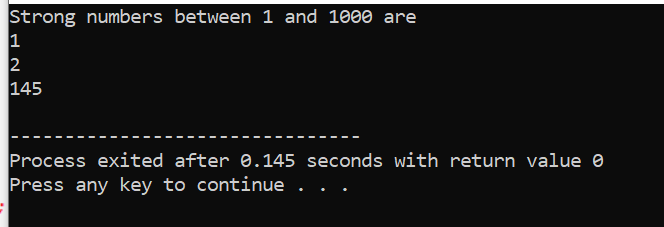 Strong numbers between 1 and 1000 are
1
2
145
--------------------------------
Process exited after 0.145 seconds with return value 0
Press any key to continue . . .